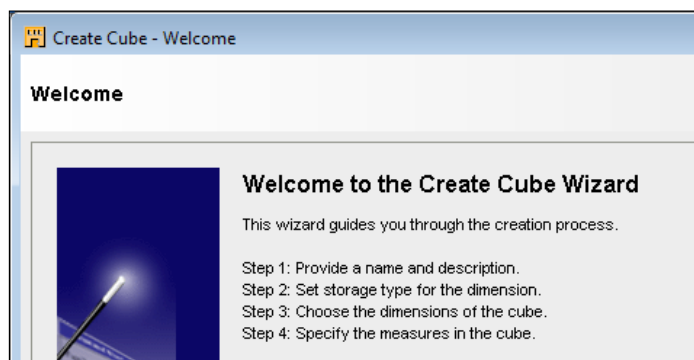 Create Cube - Welcome
Welcome
Welcome to the Create Cube Wizard
This wizard guides you through the creation process.
Step 1: Provide a name and description.
Step 2: Set storage type for the dimension.
Step 3: Choose the dimensions of the cube.
Step 4: Specify the measures in the cube.